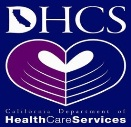 DHCS
California Department of
HealthCareServices